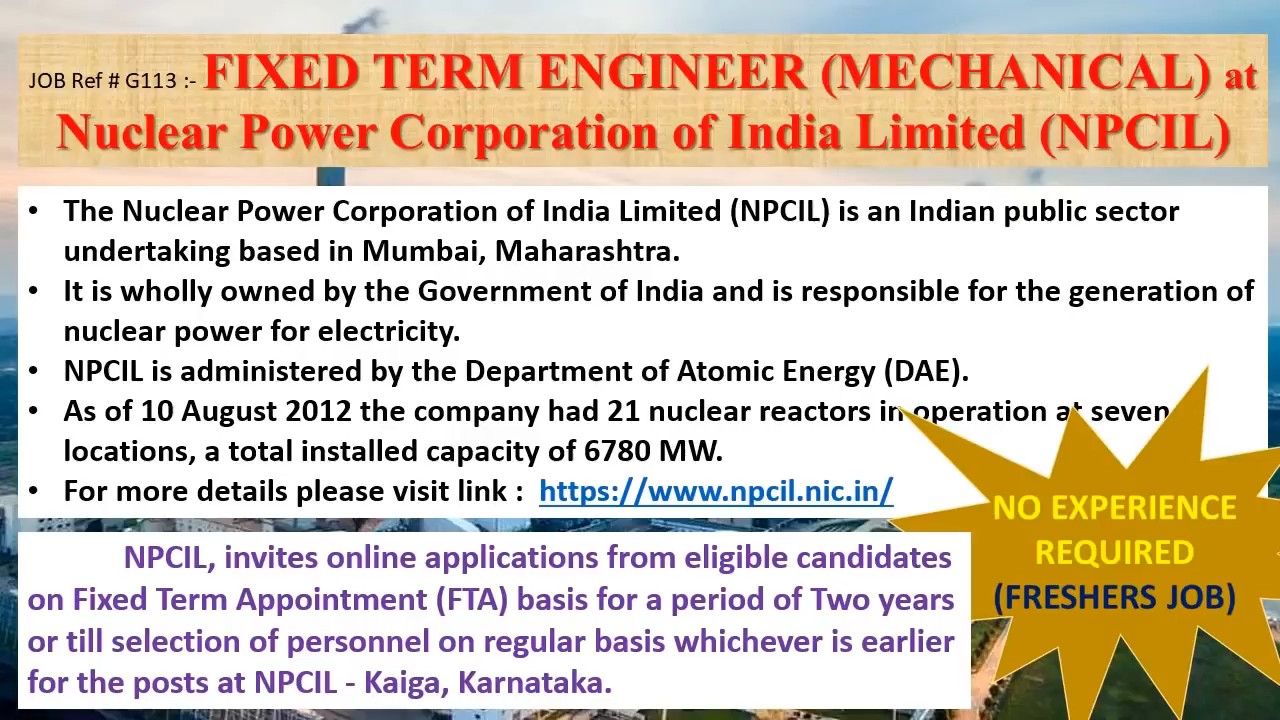 JOB Ref # G113 :- FIXED TERM ENGINEER (MECHANICAL) at
Nuclear Power Corporation of India Limited (NPCIL)
• The Nuclear Power Corporation of India Limited (NPCIL) is an Indian public sector
undertaking based in Mumbai, Maharashtra.
• It is wholly owned by the Government of India and is responsible for the generation of
nuclear power for electricity.
• NPCIL is administered by the Department of Atomic Energy (DAE).
• As of 10 August 2012 the company had 21 nuclear reactors in operation at seven
locations, a total installed capacity of 6780 MW.
• For more details please visit link : https://www.npcil.nic.in/
NO EXPERIENCE
REQUIRED
(FRESHERS JOB)
NPCIL, invites online applications from eligible candidates
on Fixed Term Appointment (FTA) basis for a period of Two years
or till selection of personnel on regular basis whichever is earlier
for the posts at NPCIL - Kaiga, Karnataka.